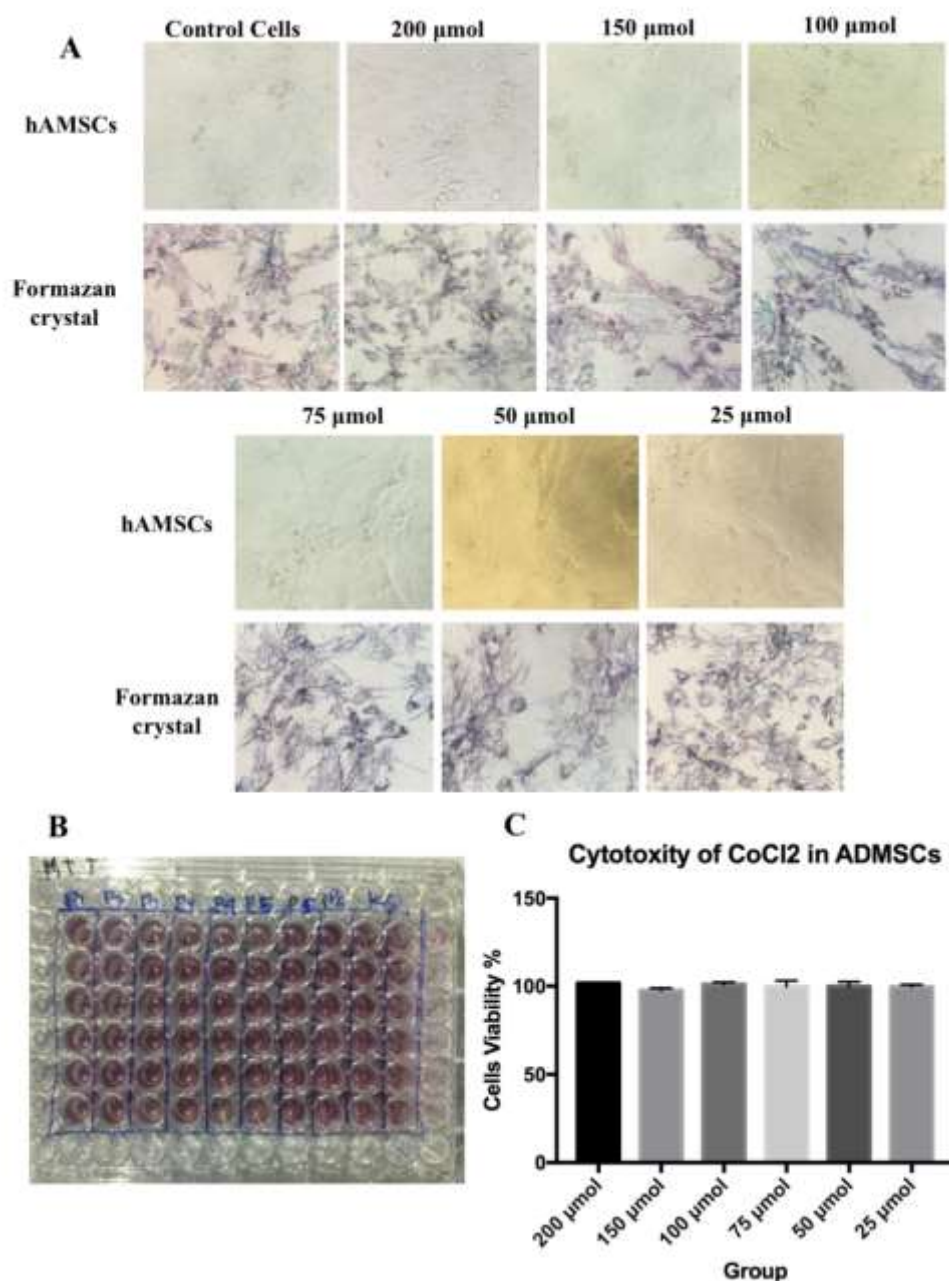 A
Control Cells 200 µmol 150 µmol 100 µmol
hAMSCs
Formazan
crystal
75 µmol 50 µmol 25 µmol
hAMSCs
Formazan
crystal
B
MTT
C
Cytotoxity of CoCl2 in ADMSCs
Cells Viability %
150
100
50
0
200 µmol 150 µmol 100 µmol 75 µmol 50 µmol 25 µmol
Group